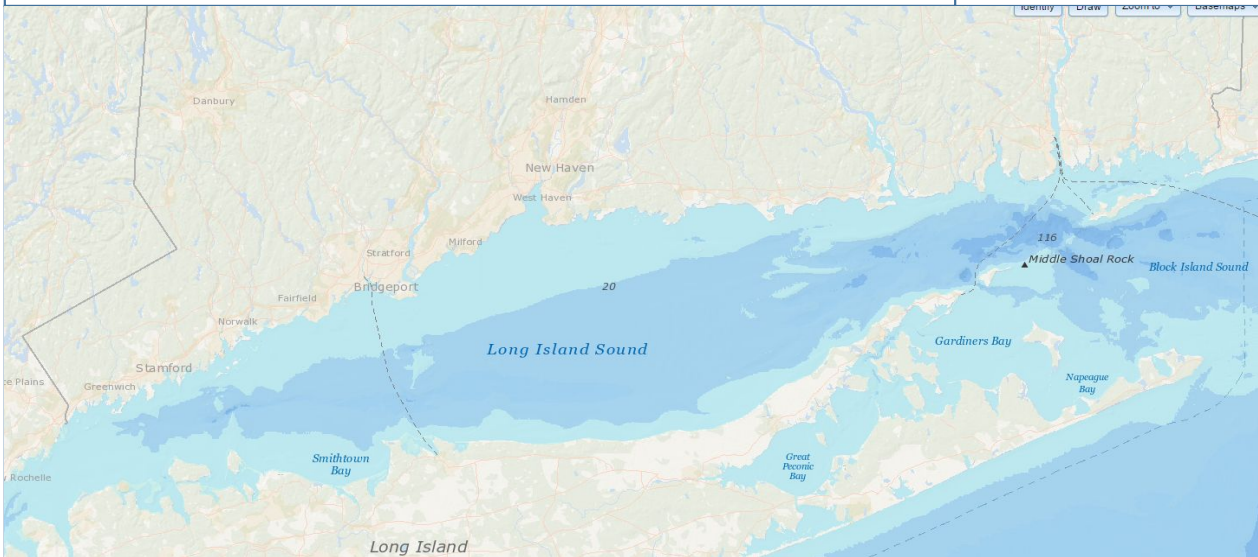 Identify
Draw
Zoom to
Basemaps
Danbury
Hamden
New Haven
West Haven
Milford
Stratford
Bridgeport
Fairfield
Norwalk
Stamford
Greenwich
ce Plains
w Rochelle
20
116
Middle Shoal Rock
Block Island Sound
Long Island Sound
Gardiners Bay
Napeague
Bay
Smithtown
Bay
Great
Peconic
Bay
Long Island